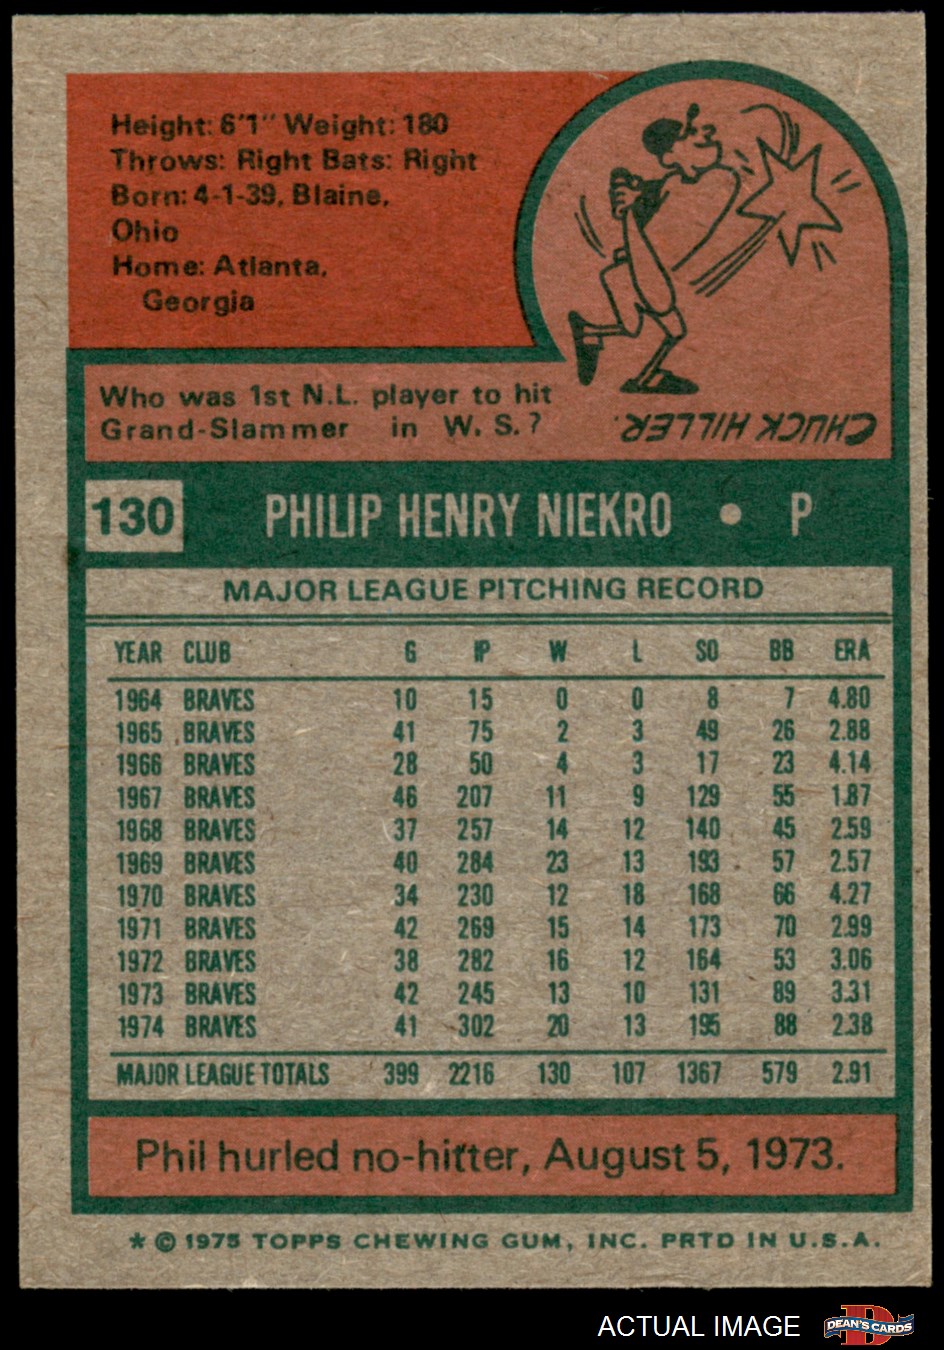 Height: 6'1" Weight: 180
Throws: Right Bats: Right
Born: 4-1-39, Blaine,
Ohio
Home: Atlanta,
Georgia
Who was 1st N.L. player to hit
Grand-Slammer in W. S.?
CHUCK HILLER.
130 PHILIP HENRY NIEKRO • P
MAJOR LEAGUE PITCHING RECORD
YEAR CLUB G IP W L SO BB ERA
1964 BRAVES 10 15 0 0 8 7 4.80
1965 BRAVES 41 75 2 3 49 26 2.88
1966 BRAVES 28 50 4 3 17 23 4.14
1967 BRAVES 46 207 11 9 129 55 1.87
1968 BRAVES 37 257 14 12 140 45 2.59
1969 BRAVES 40 284 23 13 193 57 2.57
1970 BRAVES 34 230 12 18 168 66 4.27
1971 BRAVES 42 269 15 14 173 70 2.99
1972 BRAVES 38 282 16 12 164 53 3.06
1973 BRAVES 42 245 13 10 131 89 3.31
1974 BRAVES 41 302 20 13 195 88 2.38
MAJOR LEAGUE TOTALS 399 2216 130 107 1367 579 2.91
Phil hurled no-hitter, August 5, 1973.
* © 1975 TOPPS CHEWING GUM, INC. PRTD IN U.S.A.
ACTUAL IMAGE
D
DEAN'S CARDS